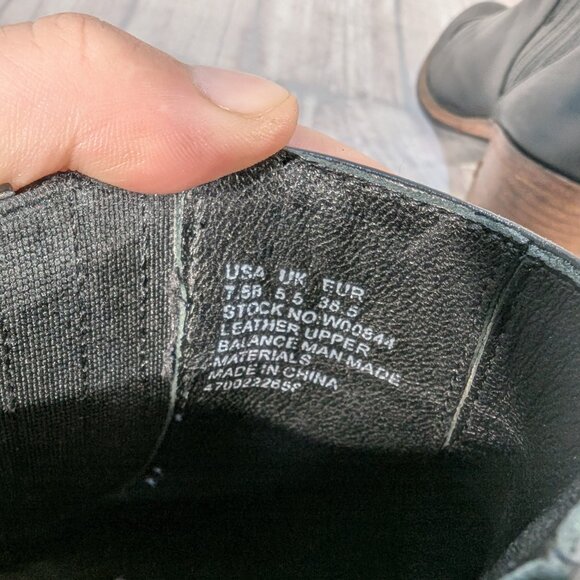 USA UK EUR
7.5B 5.5 38.5
STOCK NO:W00844
LEATHER UPPER
BALANCE MAN MADE
MATERIALS
MADE IN CHINA